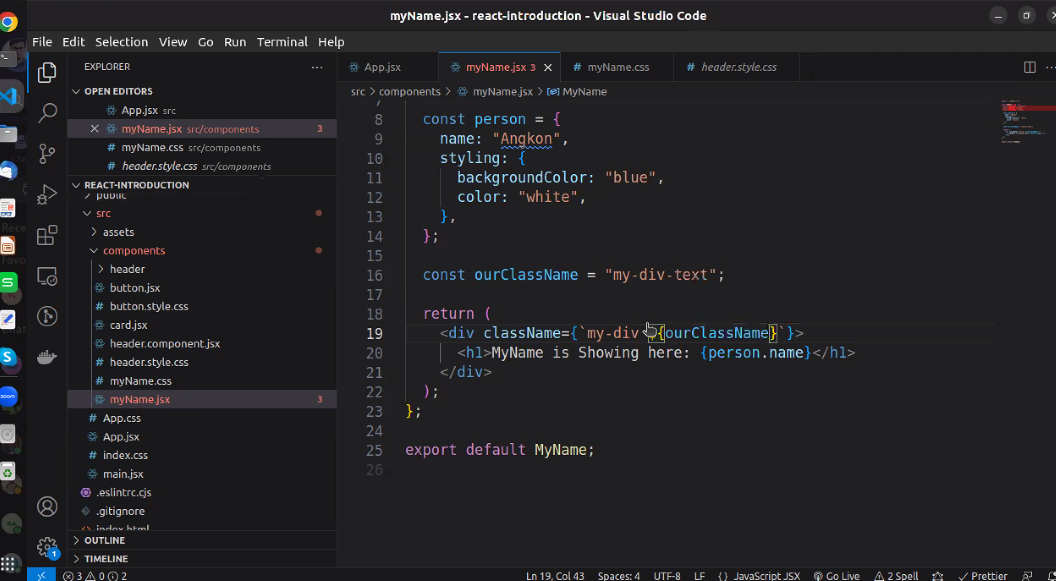 myName.jsx - react-introduction - Visual Studio Code
File Edit Selection View Go Run Terminal Help
EXPLORER
App.jsx
myName.jsx 3
myName.css
header.style.css
OPEN EDITORS
src > components > myName.jsx > MyName
App.jsx src
myName.jsx src/components 3
myName.css src/components
header.style.css src/components
REACT-INTRODUCTION
public
src
assets
components
header
button.jsx
button.style.css
card.jsx
header.component.jsx
header.style.css
myName.css
myName.jsx 3
App.css
App.jsx
index.css
main.jsx
.eslintrc.cjs
.gitignore
index.html
OUTLINE
TIMELINE
7
8 const person = {
9 name: "Angkon",
10 styling: {
11 backgroundColor: "blue",
12 color: "white",
13 },
14 };
15
16 const ourClassName = "my-div-text";
17
18 return (
19 <div className={`my-div ${ourClassName}`}>
20 <h1>MyName is Showing here: {person.name}</h1>
21 </div>
22 );
23 };
24
25 export default MyName;
26
1
zoom
3 0 2
Ln 19, Col 43 Spaces: 4 UTF-8 LF {} JavaScript JSX Go Live 2 Spell Prettier